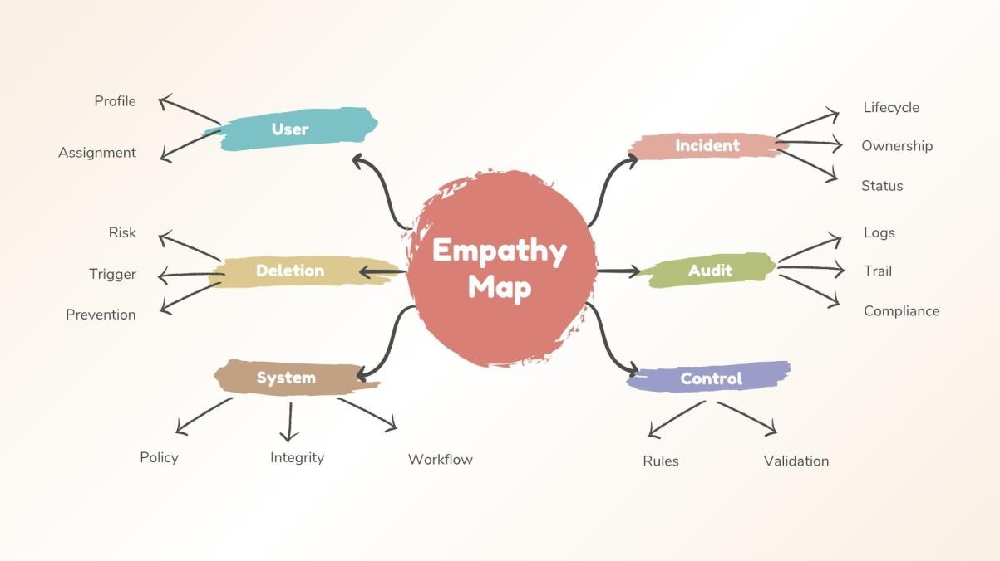 Empathy
Map
User
Profile
Assignment
Deletion
Risk
Trigger
Prevention
System
Policy
Integrity
Workflow
Incident
Lifecycle
Ownership
Status
Audit
Logs
Trail
Compliance
Control
Rules
Validation